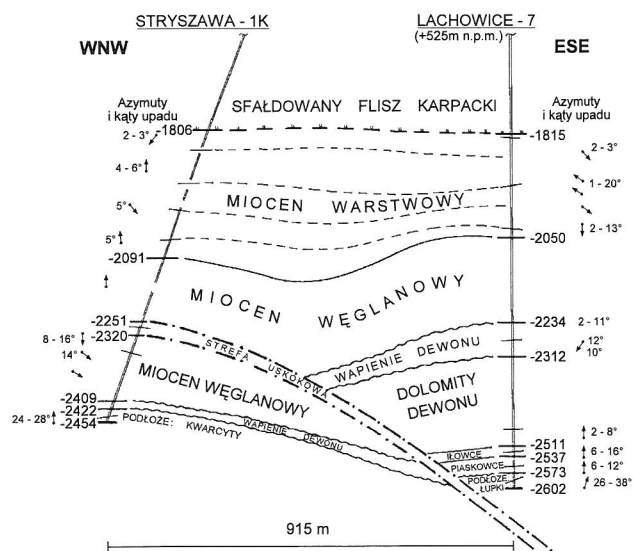 STRYSZAWA - 1K
LACHOWICE - 7
(+525m n.p.m.)
WNW
ESE
Azymuty
i kąty upadu
Azymuty
i kąty upadu
SFAŁDOWANY FLISZ KARPACKI
2 - 3°
-1806
-1815
2 - 3°
4 - 6°
1 - 20°
MIOCEN WARSTWOWY
5°
5°
2 - 13°
-2050
-2091
MIOCEN WĘGLANOWY
-2251
-2234
2 - 11°
8 - 16°
-2320
STREFA USKOKOWA
WAPIENIE DEWONU
12°
10°
14°
-2312
MIOCEN WĘGLANOWY
DOLOMITY
DEWONU
-2409
-2422
24 - 28°
-2454
PODŁOŻE: KWARCYTY
WAPIENIE DEWONU
2 - 8°
-2511
IŁOWCE
6 - 16°
-2537
PIASKOWCE
6 - 12°
-2573
PODŁOŻE
ŁUPKI
26 - 38°
-2602
915 m